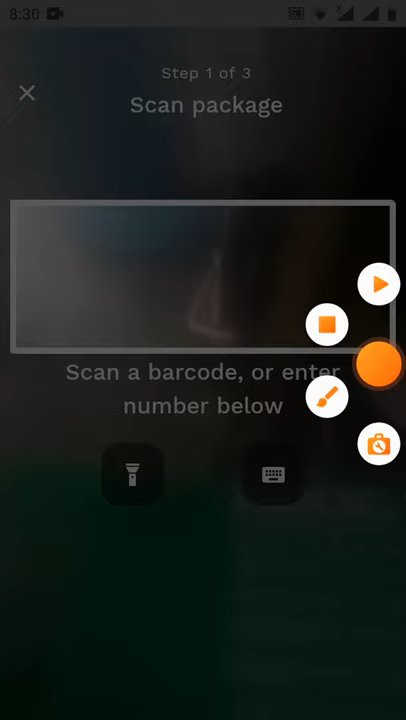 8:30
Step 1 of 3
Scan package
Scan a barcode, or enter
number below